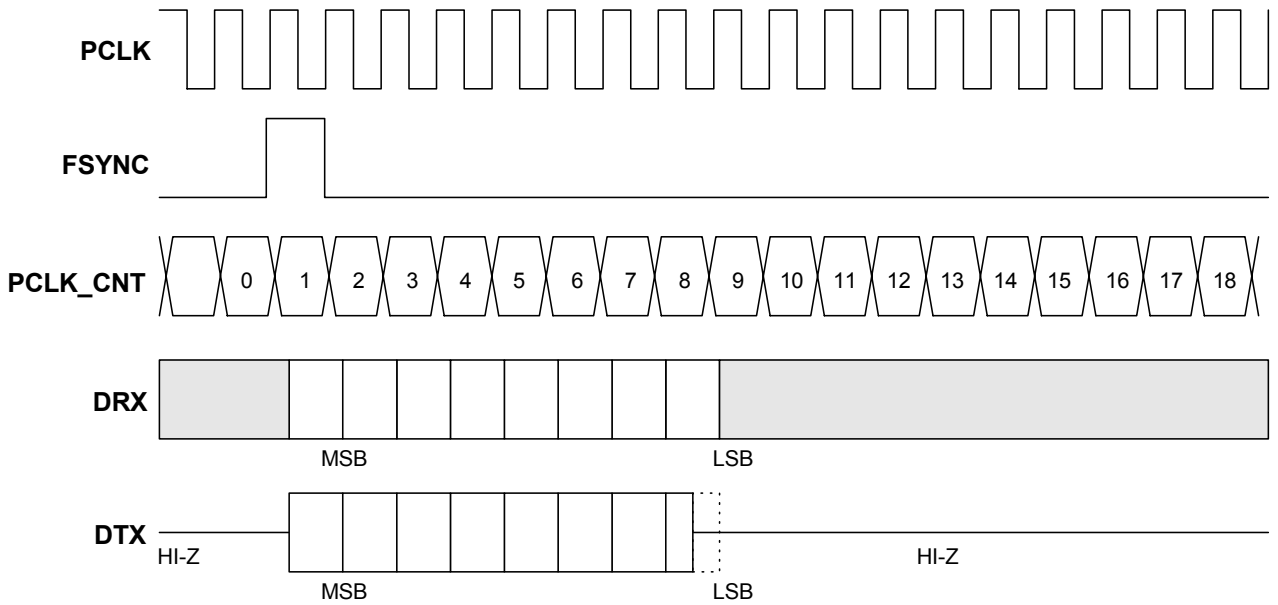 PCLK
FSYNC
PCLK_CNT 0 1 2 3 4 5 6 7 8 9 10 11 12 13 14 15 16 17 18
DRX
MSB LSB
DTX
HI-Z HI-Z
MSB LSB